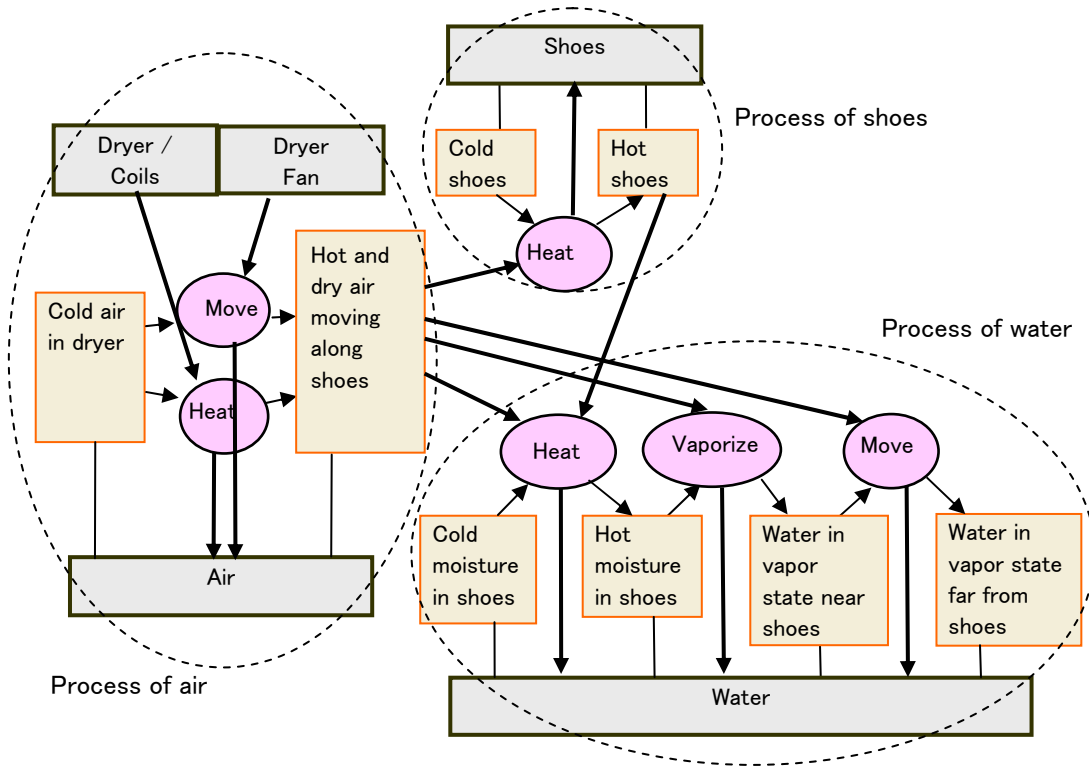 Shoes
Process of shoes
Dryer /
Coils
Dryer
Fan
Cold
shoes
Hot
shoes
Heat
Hot and
dry air
moving
along
shoes
Cold air
in dryer
Move
Heat
Air
Process of air
Process of water
Heat
Vaporize
Move
Cold
moisture
in shoes
Hot
moisture
in shoes
Water in
vapor
state near
shoes
Water in
vapor state
far from
shoes
Water